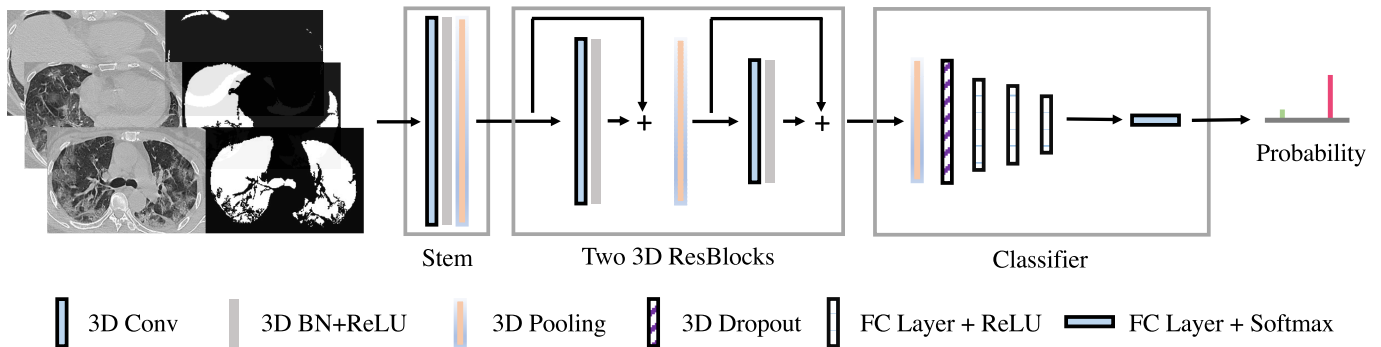 Probability
Stem
Two 3D ResBlocks
Classifier
3D Conv
3D BN+ReLU
3D Pooling
3D Dropout
FC Layer + ReLU
FC Layer + Softmax